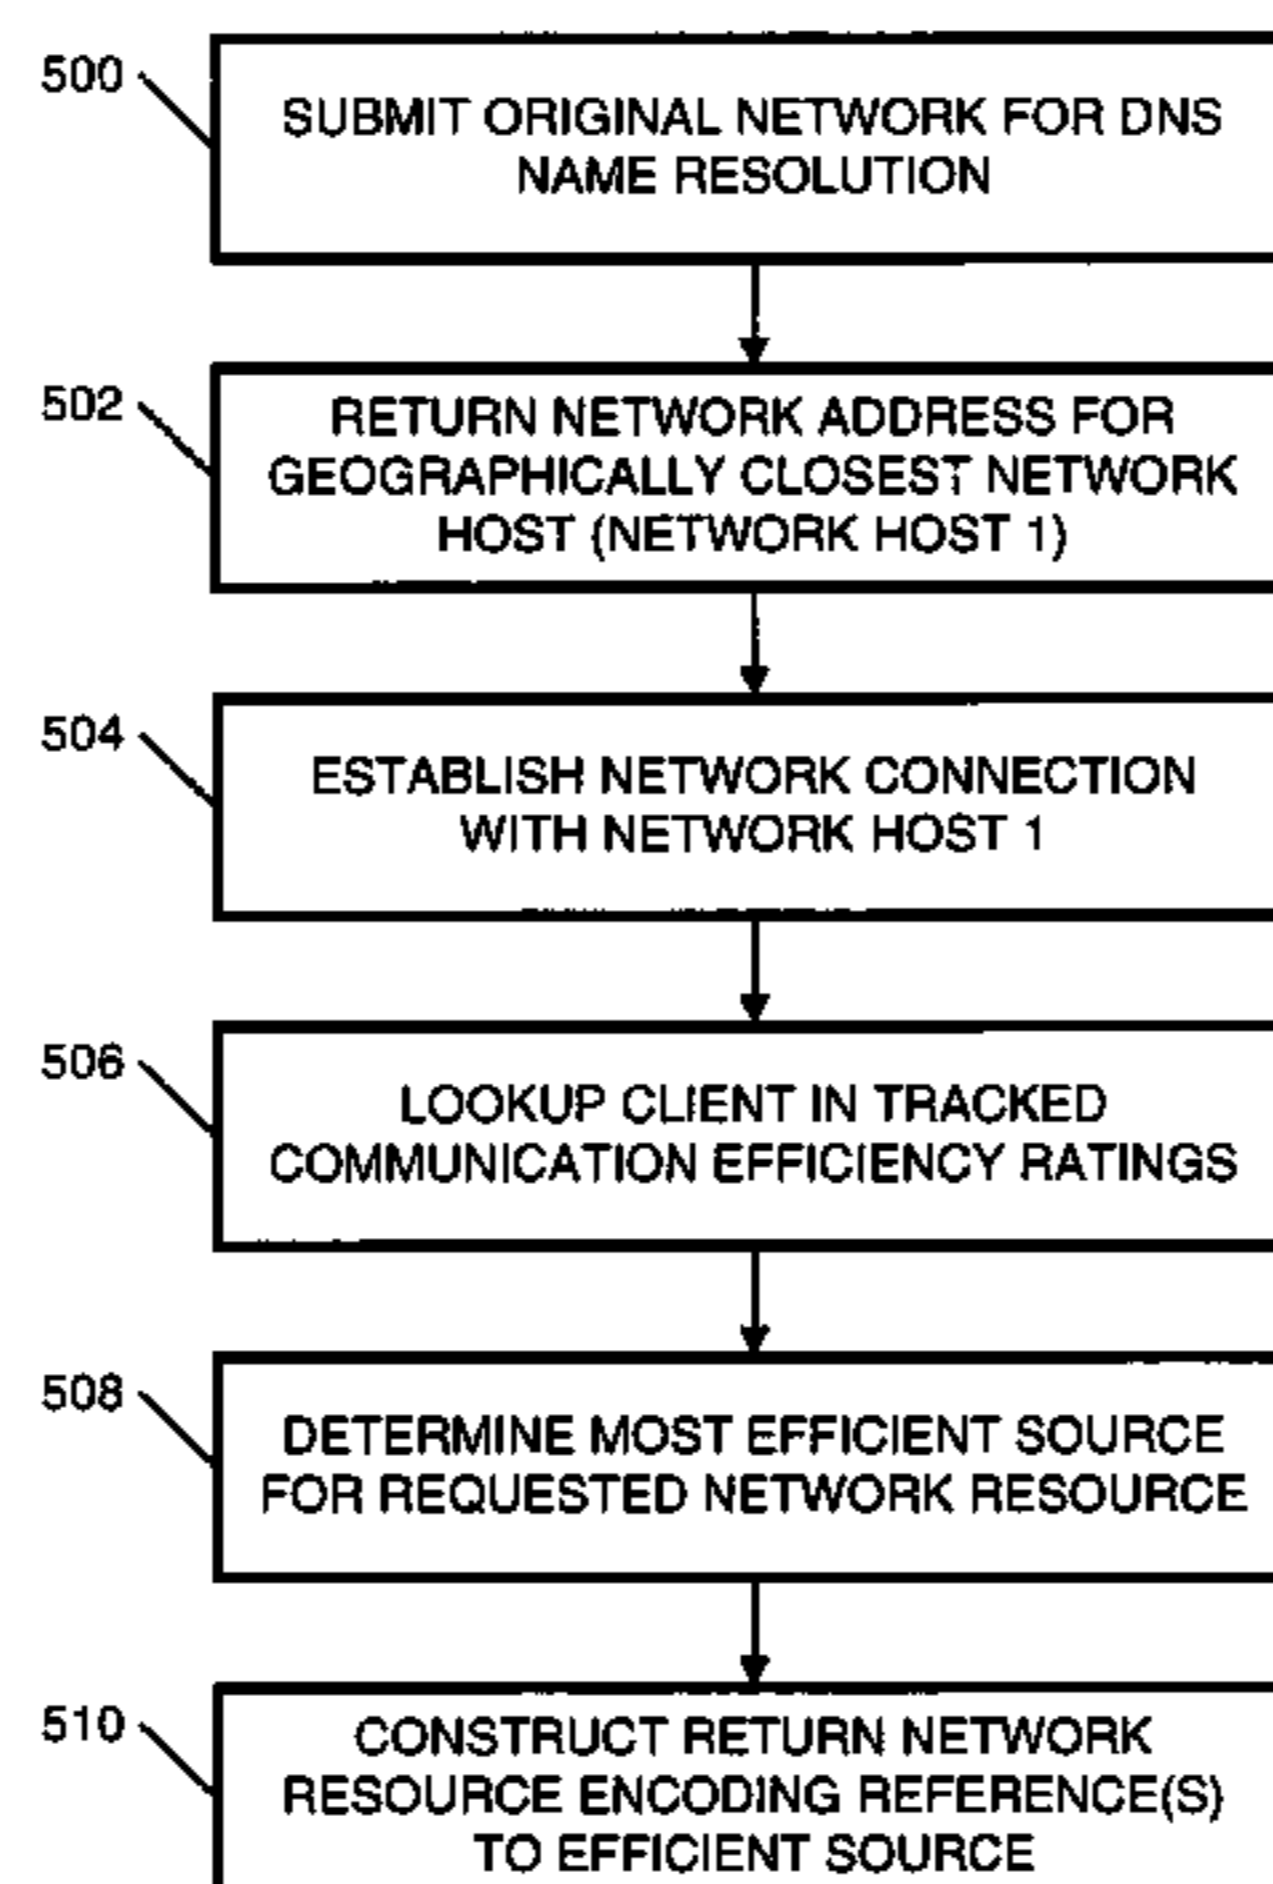 500
SUBMIT ORIGINAL NETWORK FOR DNS
NAME RESOLUTION
502
RETURN NETWORK ADDRESS FOR
GEOGRAPHICALLY CLOSEST NETWORK
HOST (NETWORK HOST 1)
504
ESTABLISH NETWORK CONNECTION
WITH NETWORK HOST 1
506
LOOKUP CLIENT IN TRACKED
COMMUNICATION EFFICIENCY RATINGS
508
DETERMINE MOST EFFICIENT SOURCE
FOR REQUESTED NETWORK RESOURCE
510
CONSTRUCT RETURN NETWORK
RESOURCE ENCODING REFERENCE(S)
TO EFFICIENT SOURCE